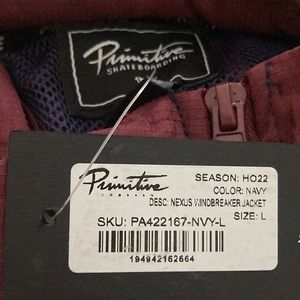 Primitive
SKATEBOARDING
Primitive
SEASON: HO22
COLOR: NAVY
DESC: NEXUS WINDBREAKER JACKET
SIZE: L
SKU: PA422167-NVY-L
194942162664